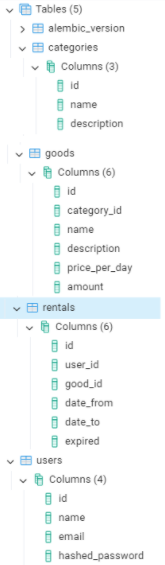 Tables (5)
alembic_version
categories
Columns (3)
id
name
description
goods
Columns (6)
id
category_id
name
description
price_per_day
amount
rentals
Columns (6)
id
user_id
good_id
date_from
date_to
expired
users
Columns (4)
id
name
email
hashed_password